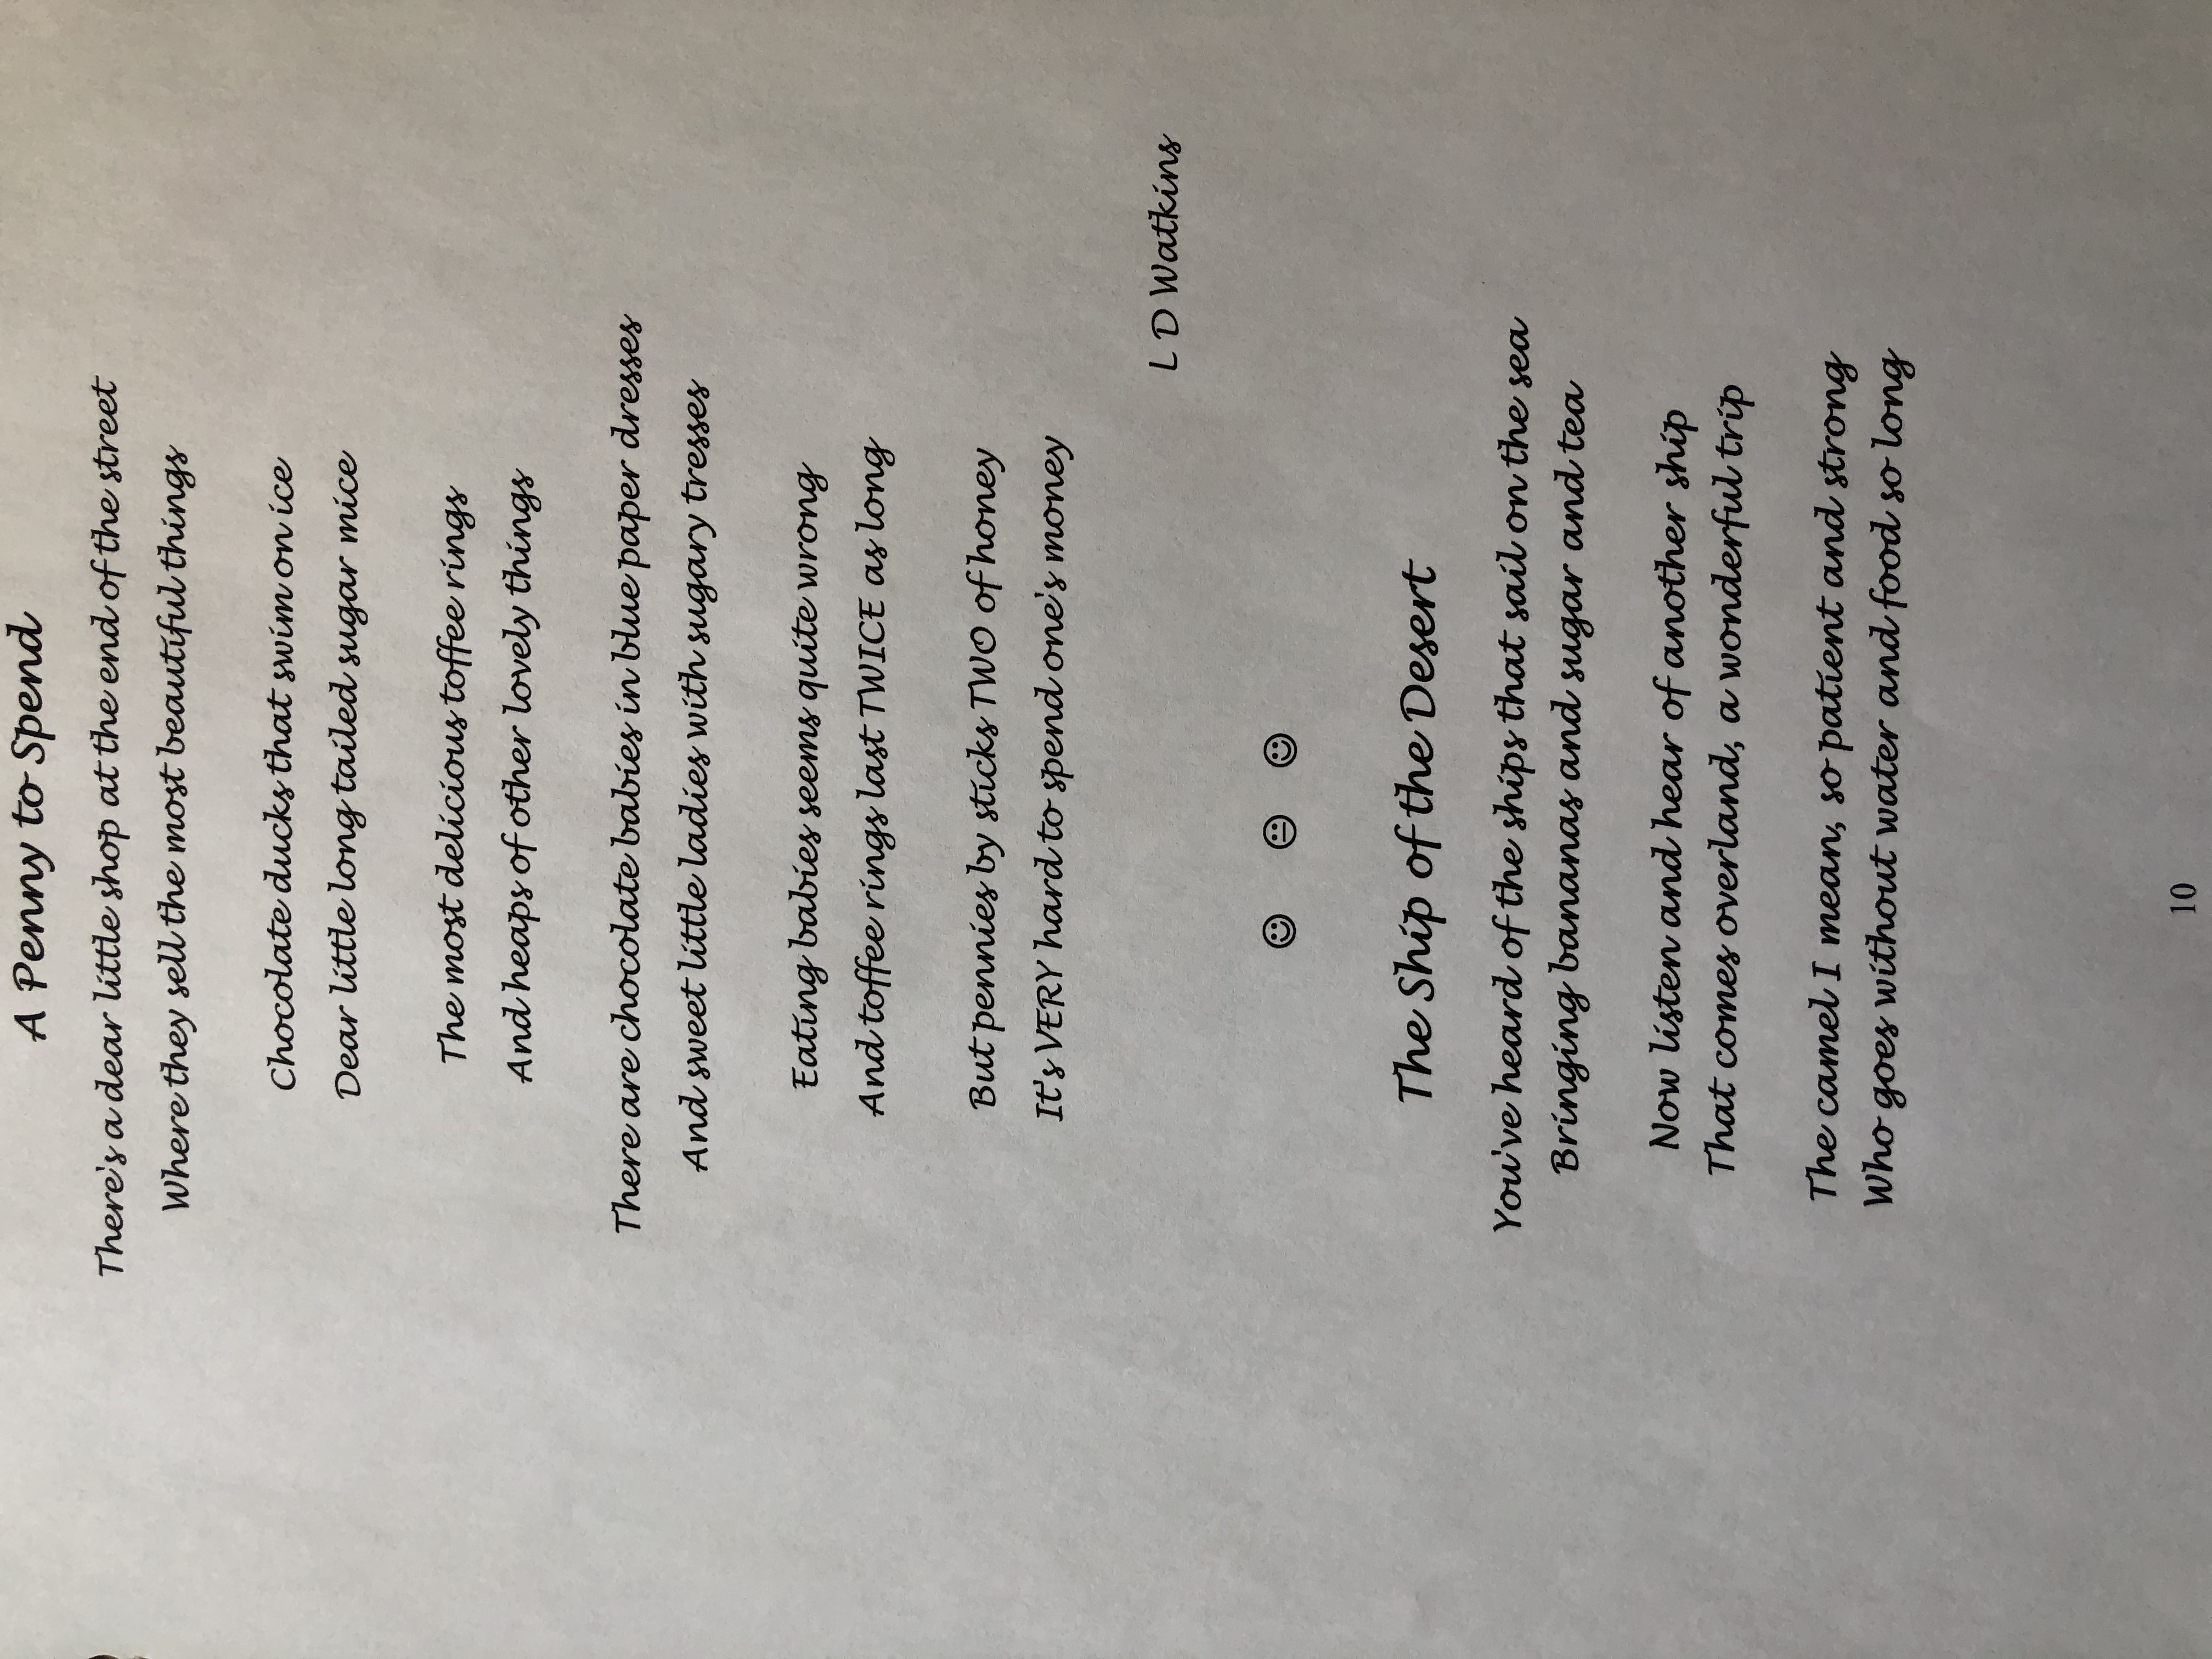 A Penny to Spend
There's a dear little shop at the end of the street
Where they sell the most beautiful things
Chocolate ducks that swim on ice
Dear little long tailed sugar mice
The most delicious toffee rings
And heaps of other lovely things
There are chocolate babies in blue paper dresses
And sweet little ladies with sugary tresses
Eating babies seems quite wrong
And toffee rings last TWICE as long
But pennies by sticks TWO of honey
It's VERY hard to spend one's money
L D Watkins
☺ 😐 ☺
The Ship of the Desert
You've heard of the ships that sail on the sea
Bringing bananas and sugar and tea
Now listen and hear of another ship
That comes overland, a wonderful trip
The camel I mean, so patient and strong
Who goes without water and food so long
10